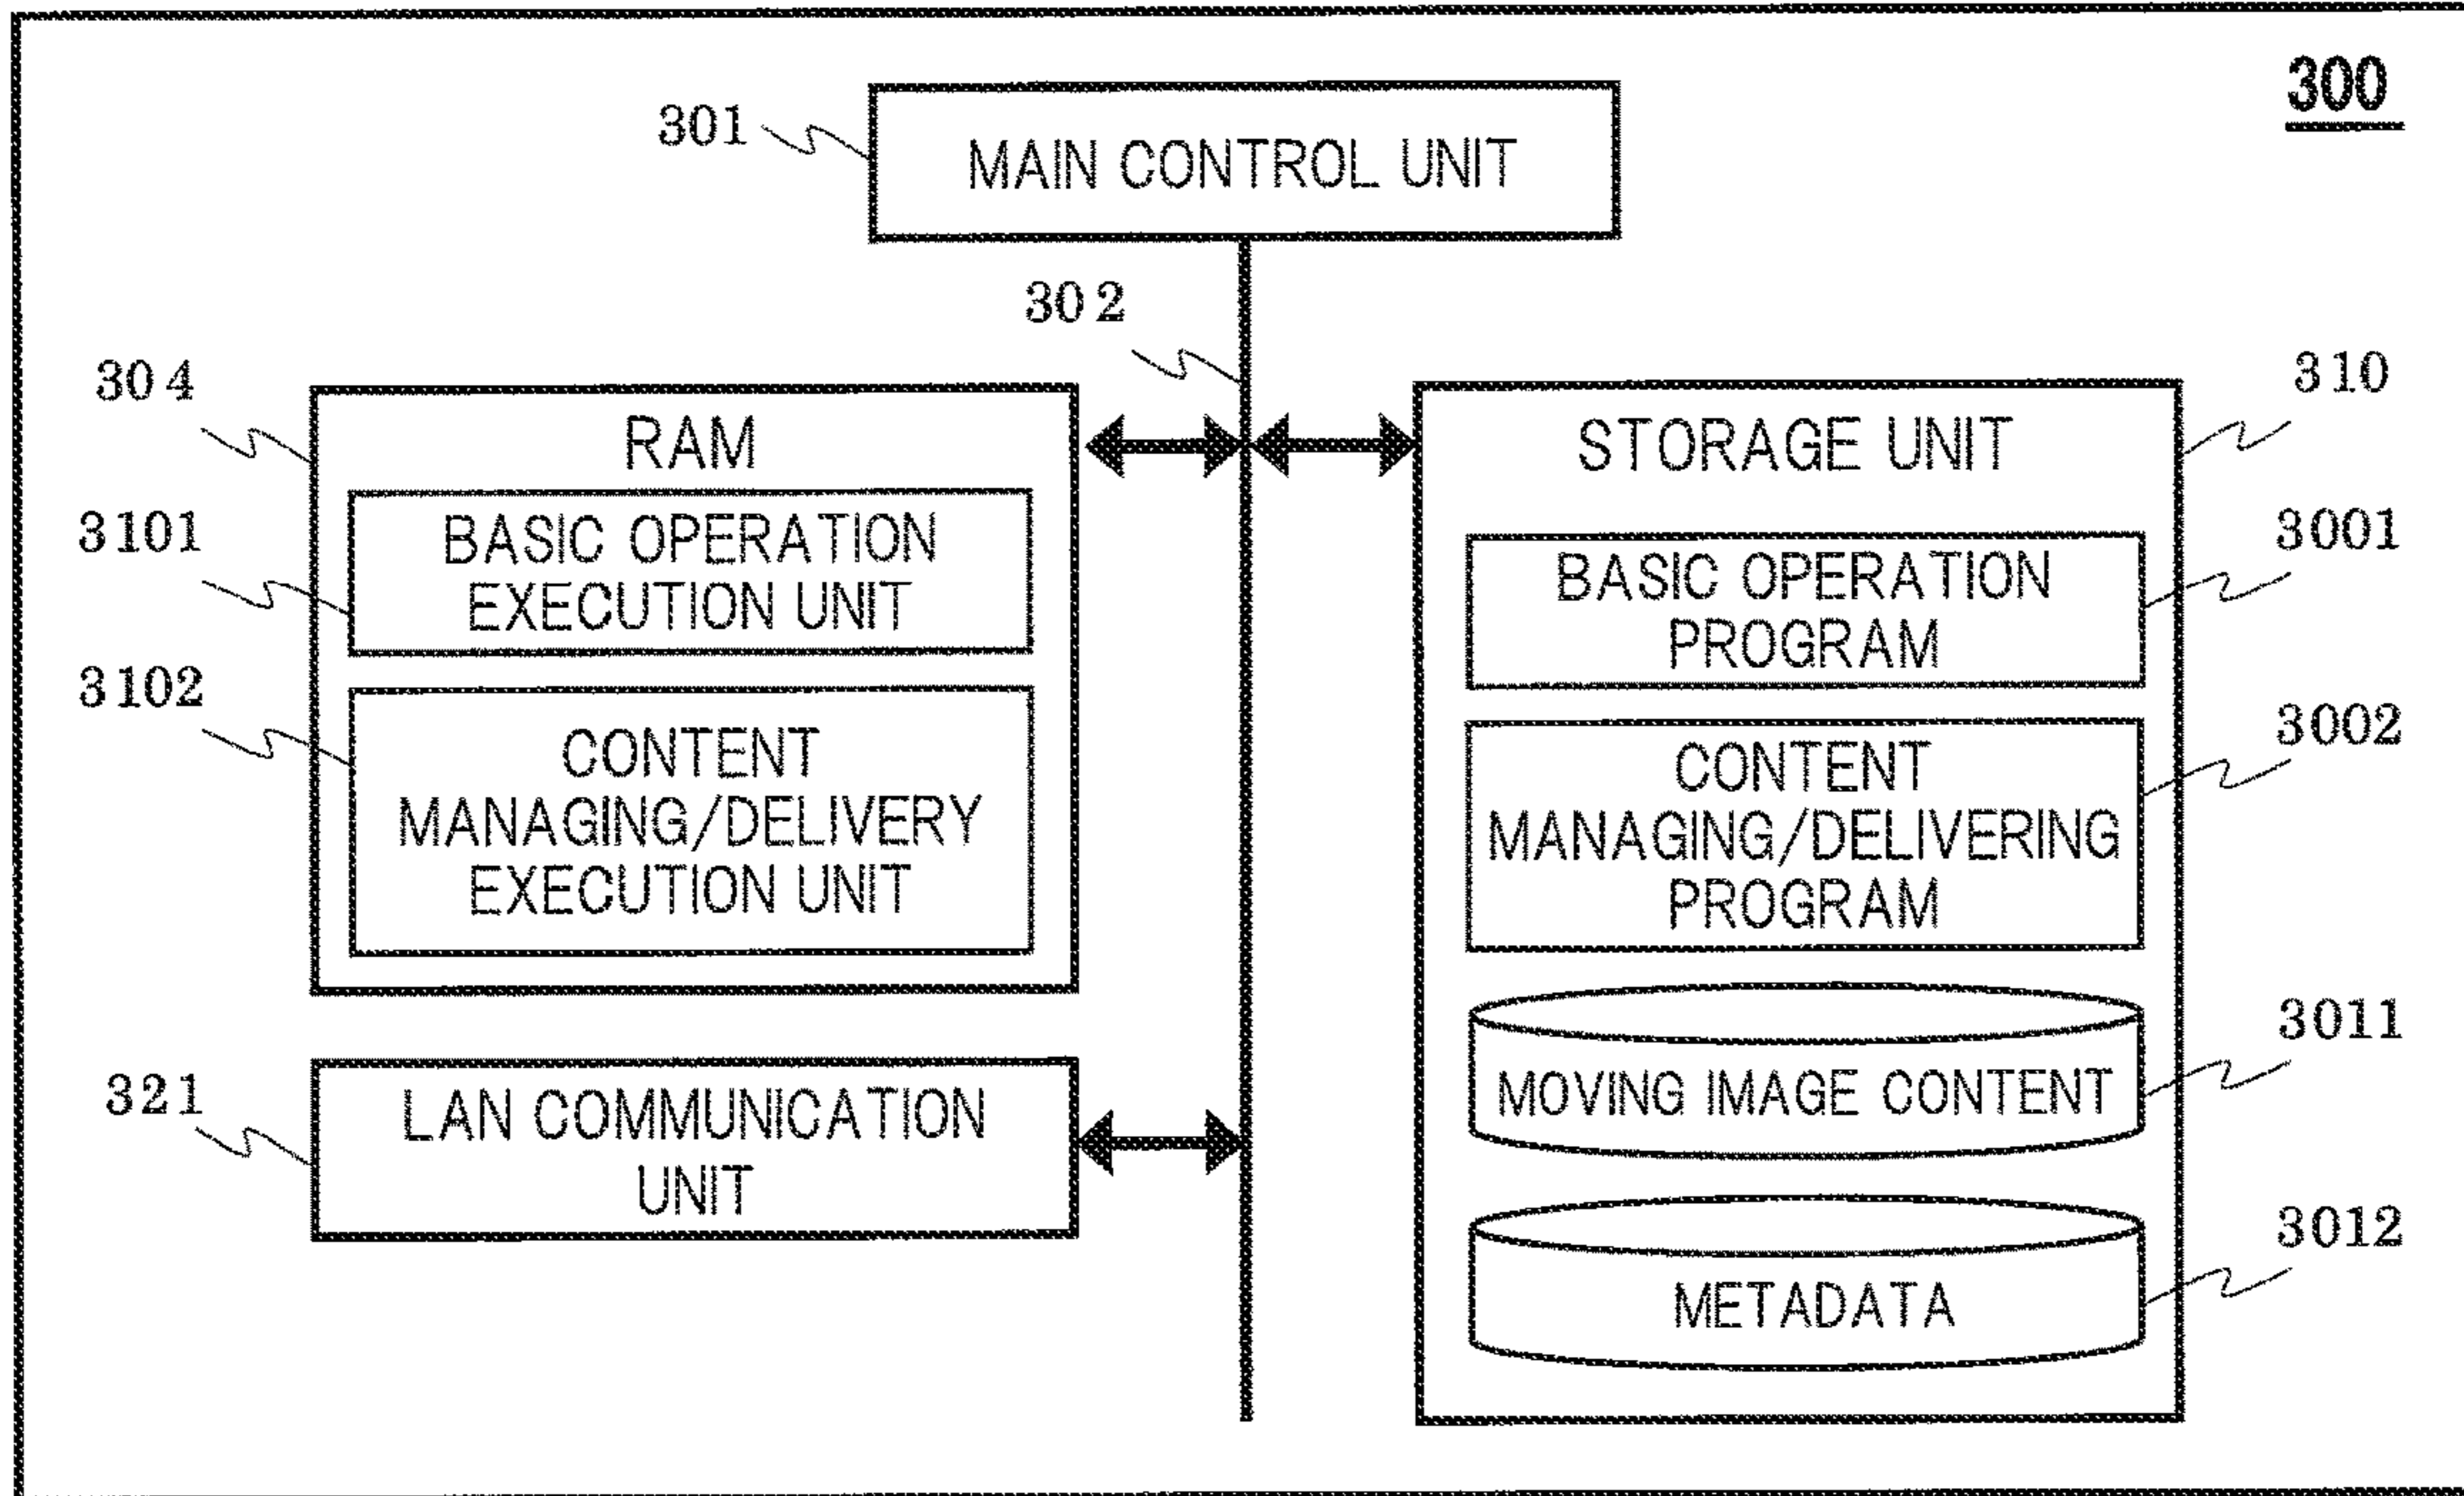 300
301
MAIN CONTROL UNIT
302
304
RAM
3101
BASIC OPERATION
EXECUTION UNIT
3102
CONTENT
MANAGING/DELIVERY
EXECUTION UNIT
321
LAN COMMUNICATION
UNIT
310
STORAGE UNIT
3001
BASIC OPERATION
PROGRAM
3002
CONTENT
MANAGING/DELIVERING
PROGRAM
3011
MOVING IMAGE CONTENT
3012
METADATA